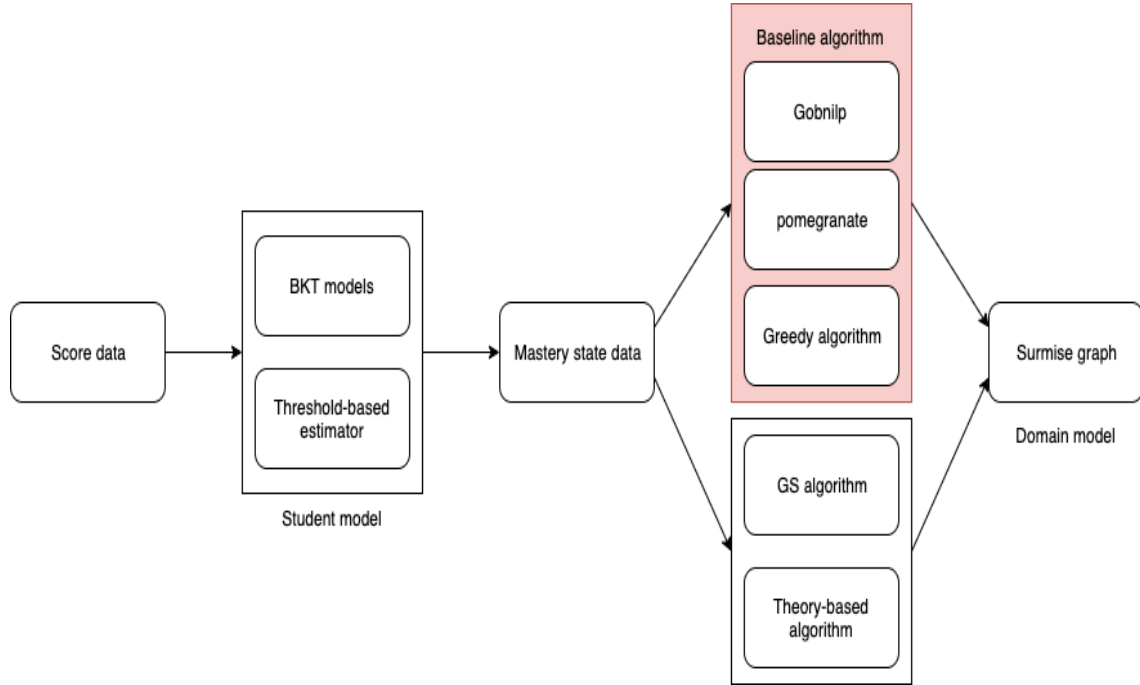 Score data
BKT models
Threshold-based
estimator
Student model
Mastery state data
Baseline algorithm
Gobnilp
pomegranate
Greedy algorithm
GS algorithm
Theory-based
algorithm
Surmise graph
Domain model